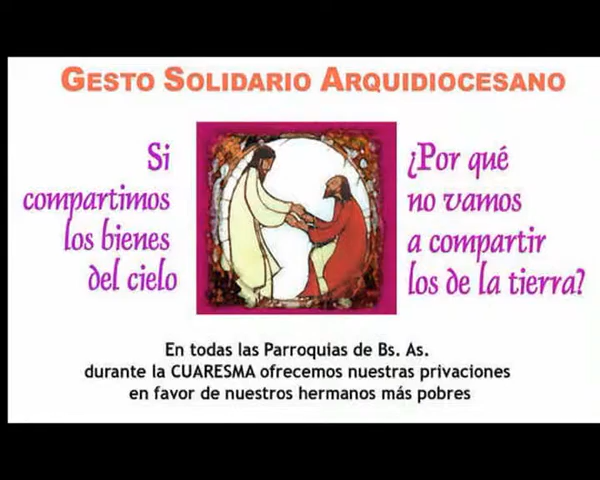 GESTO SOLIDARIO ARQUIDIOCESANO
Si
compartimos
los bienes
del cielo
¿Por qué
no vamos
a compartir
los de la tierra?
En todas las Parroquias de Bs. As.
durante la CUARESMA ofrecemos nuestras privaciones
en favor de nuestros hermanos más pobres